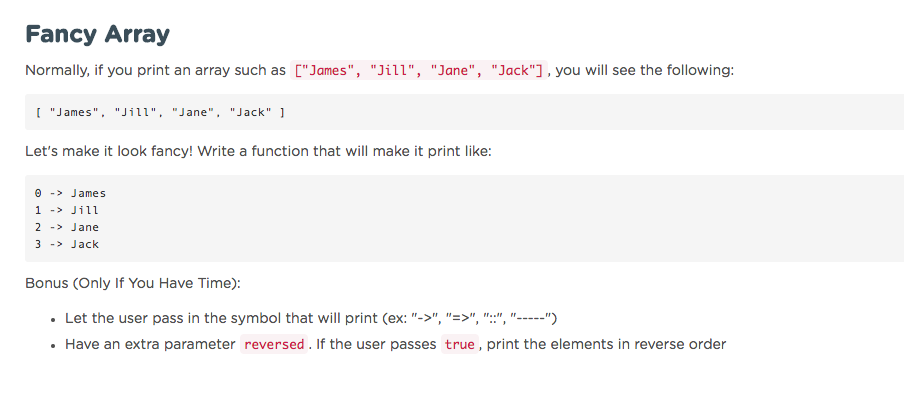 Fancy Array
Normally, if you print an array such as ["James", "Jill", "Jane", "Jack"], you will see the following:
[ "James", "Jill", "Jane", "Jack" ]
Let's make it look fancy! Write a function that will make it print like:
0 -> James
1 -> Jill
2 -> Jane
3 -> Jack
Bonus (Only If You Have Time):
• Let the user pass in the symbol that will print (ex: "->", "=>", "::", "-----")
• Have an extra parameter reversed. If the user passes true, print the elements in reverse order